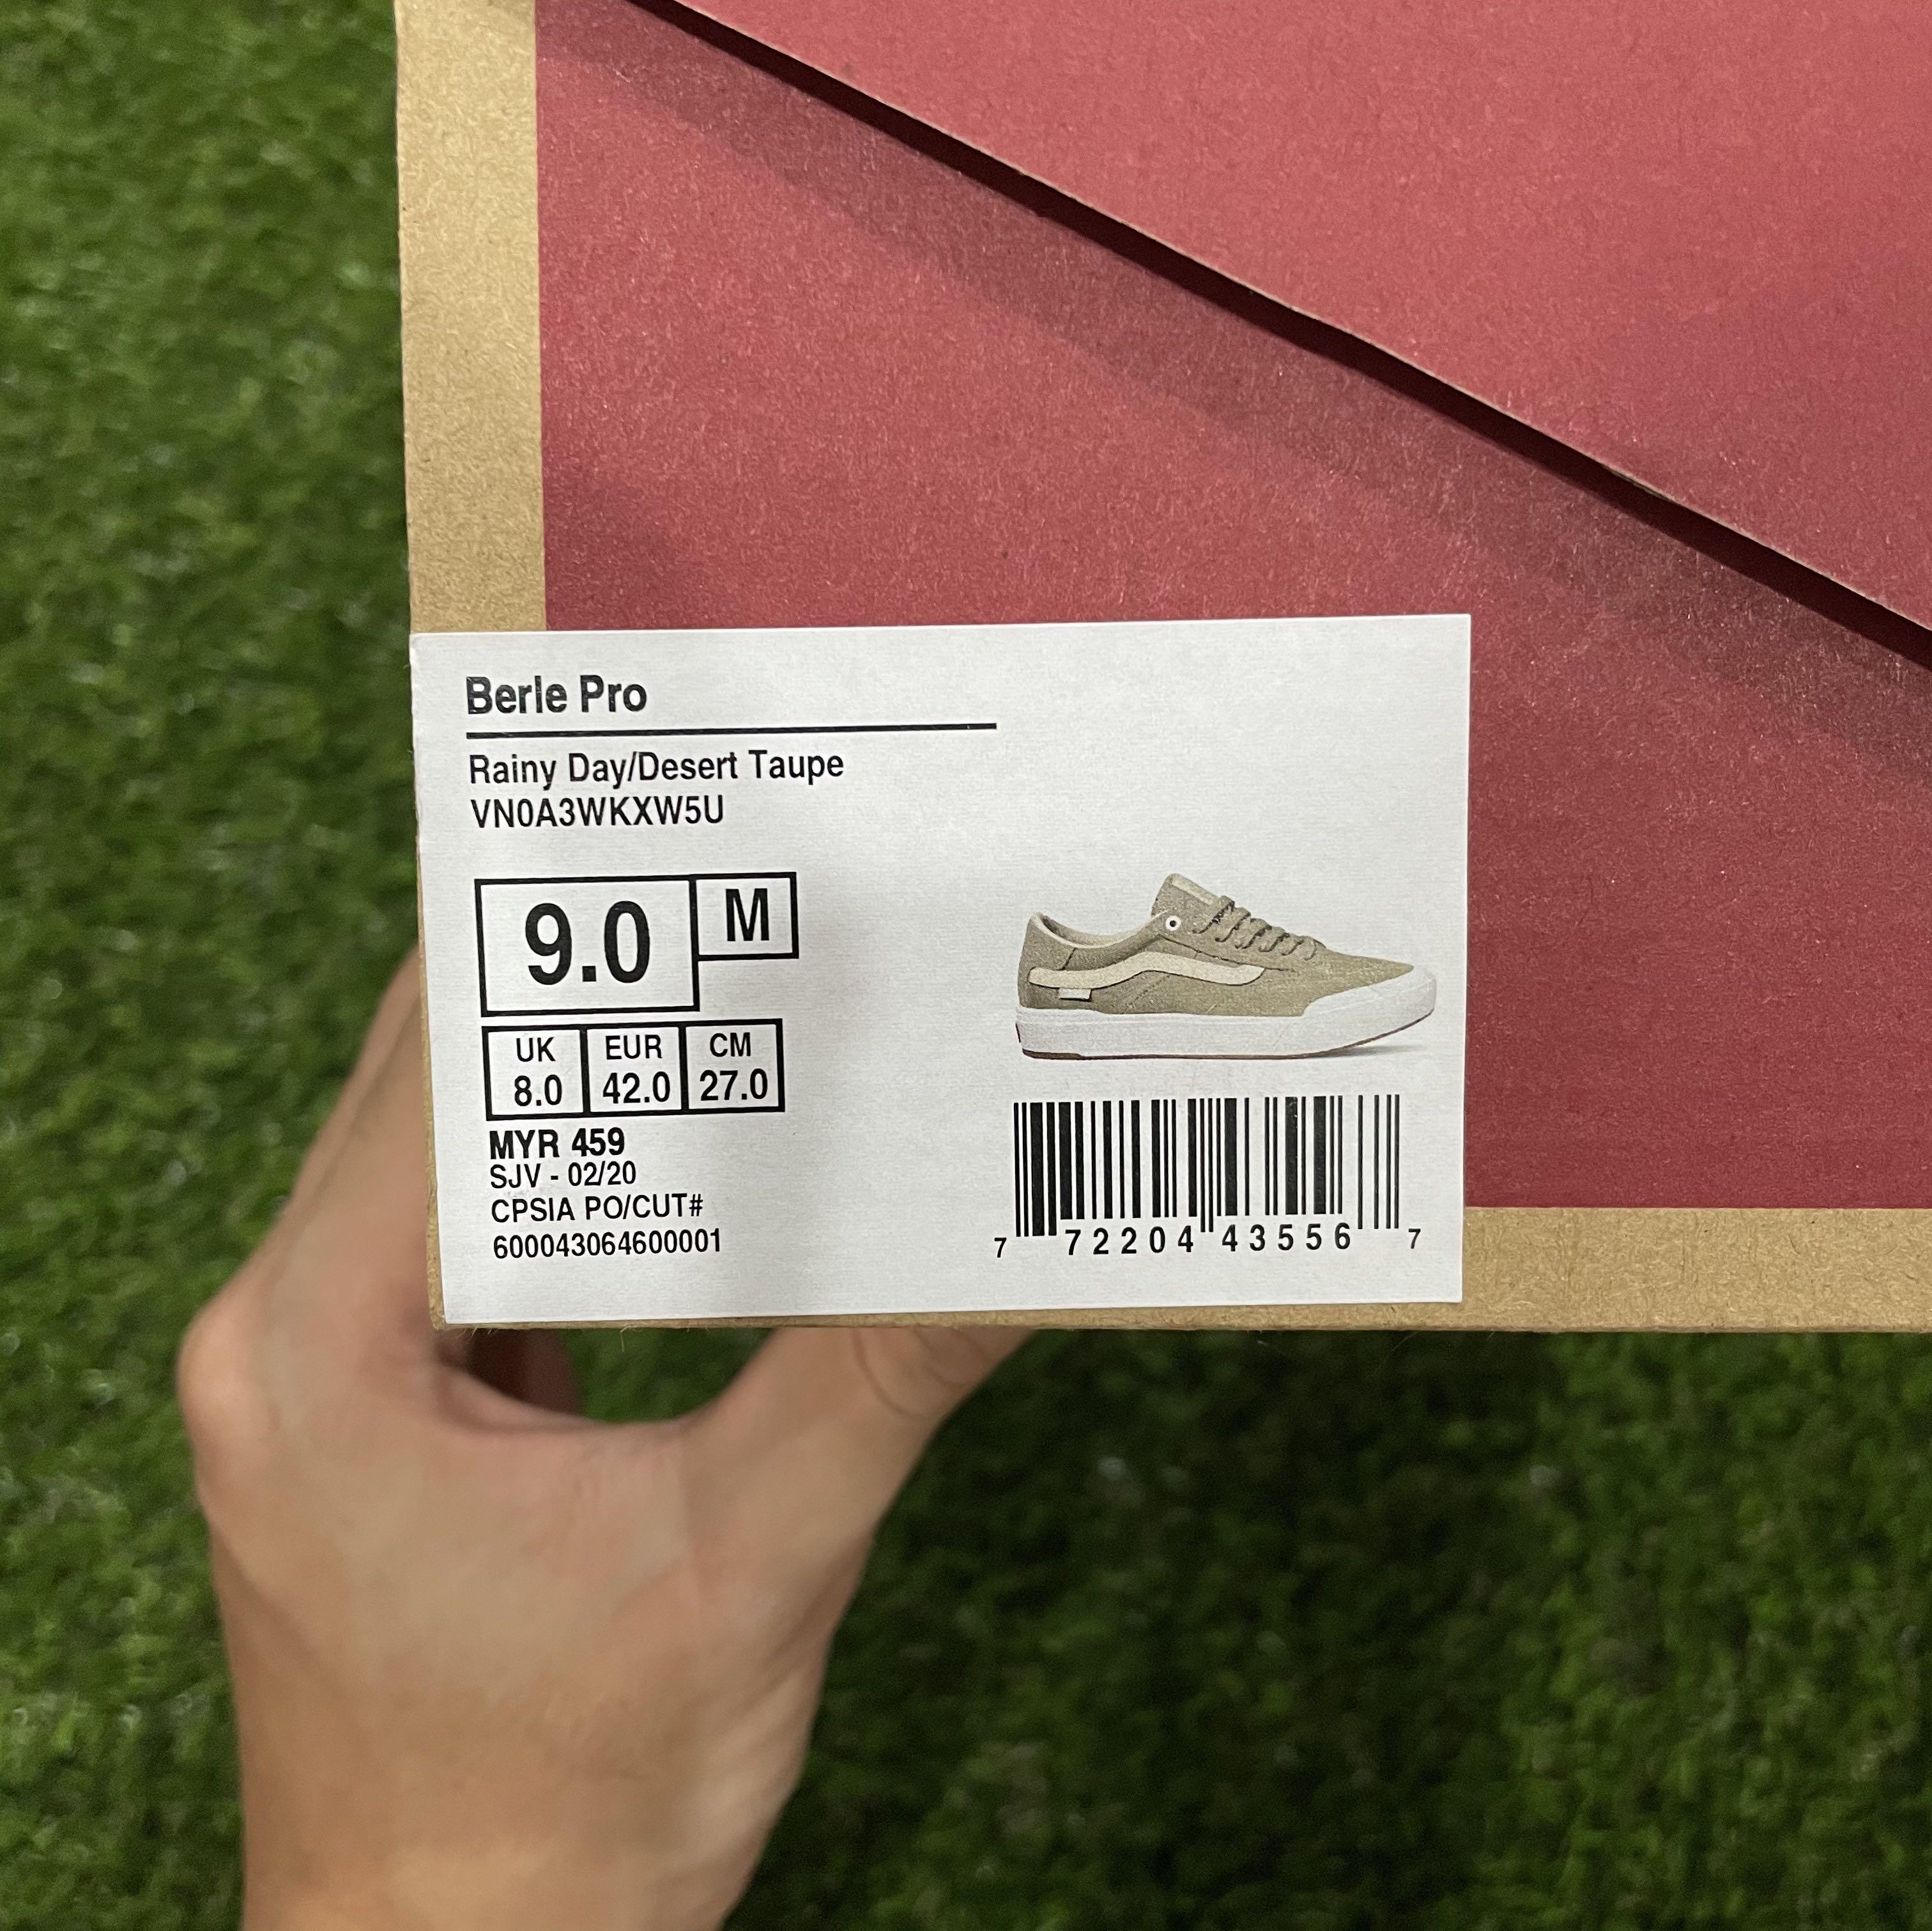 Berle Pro
Rainy Day/Desert Taupe
VN0A3WKXW5U
9.0 M
UK EUR CM
8.0 42.0 27.0
MYR 459
SJV - 02/20
CPSIA PO/CUT#
600043064600001
7 72204 43556 7